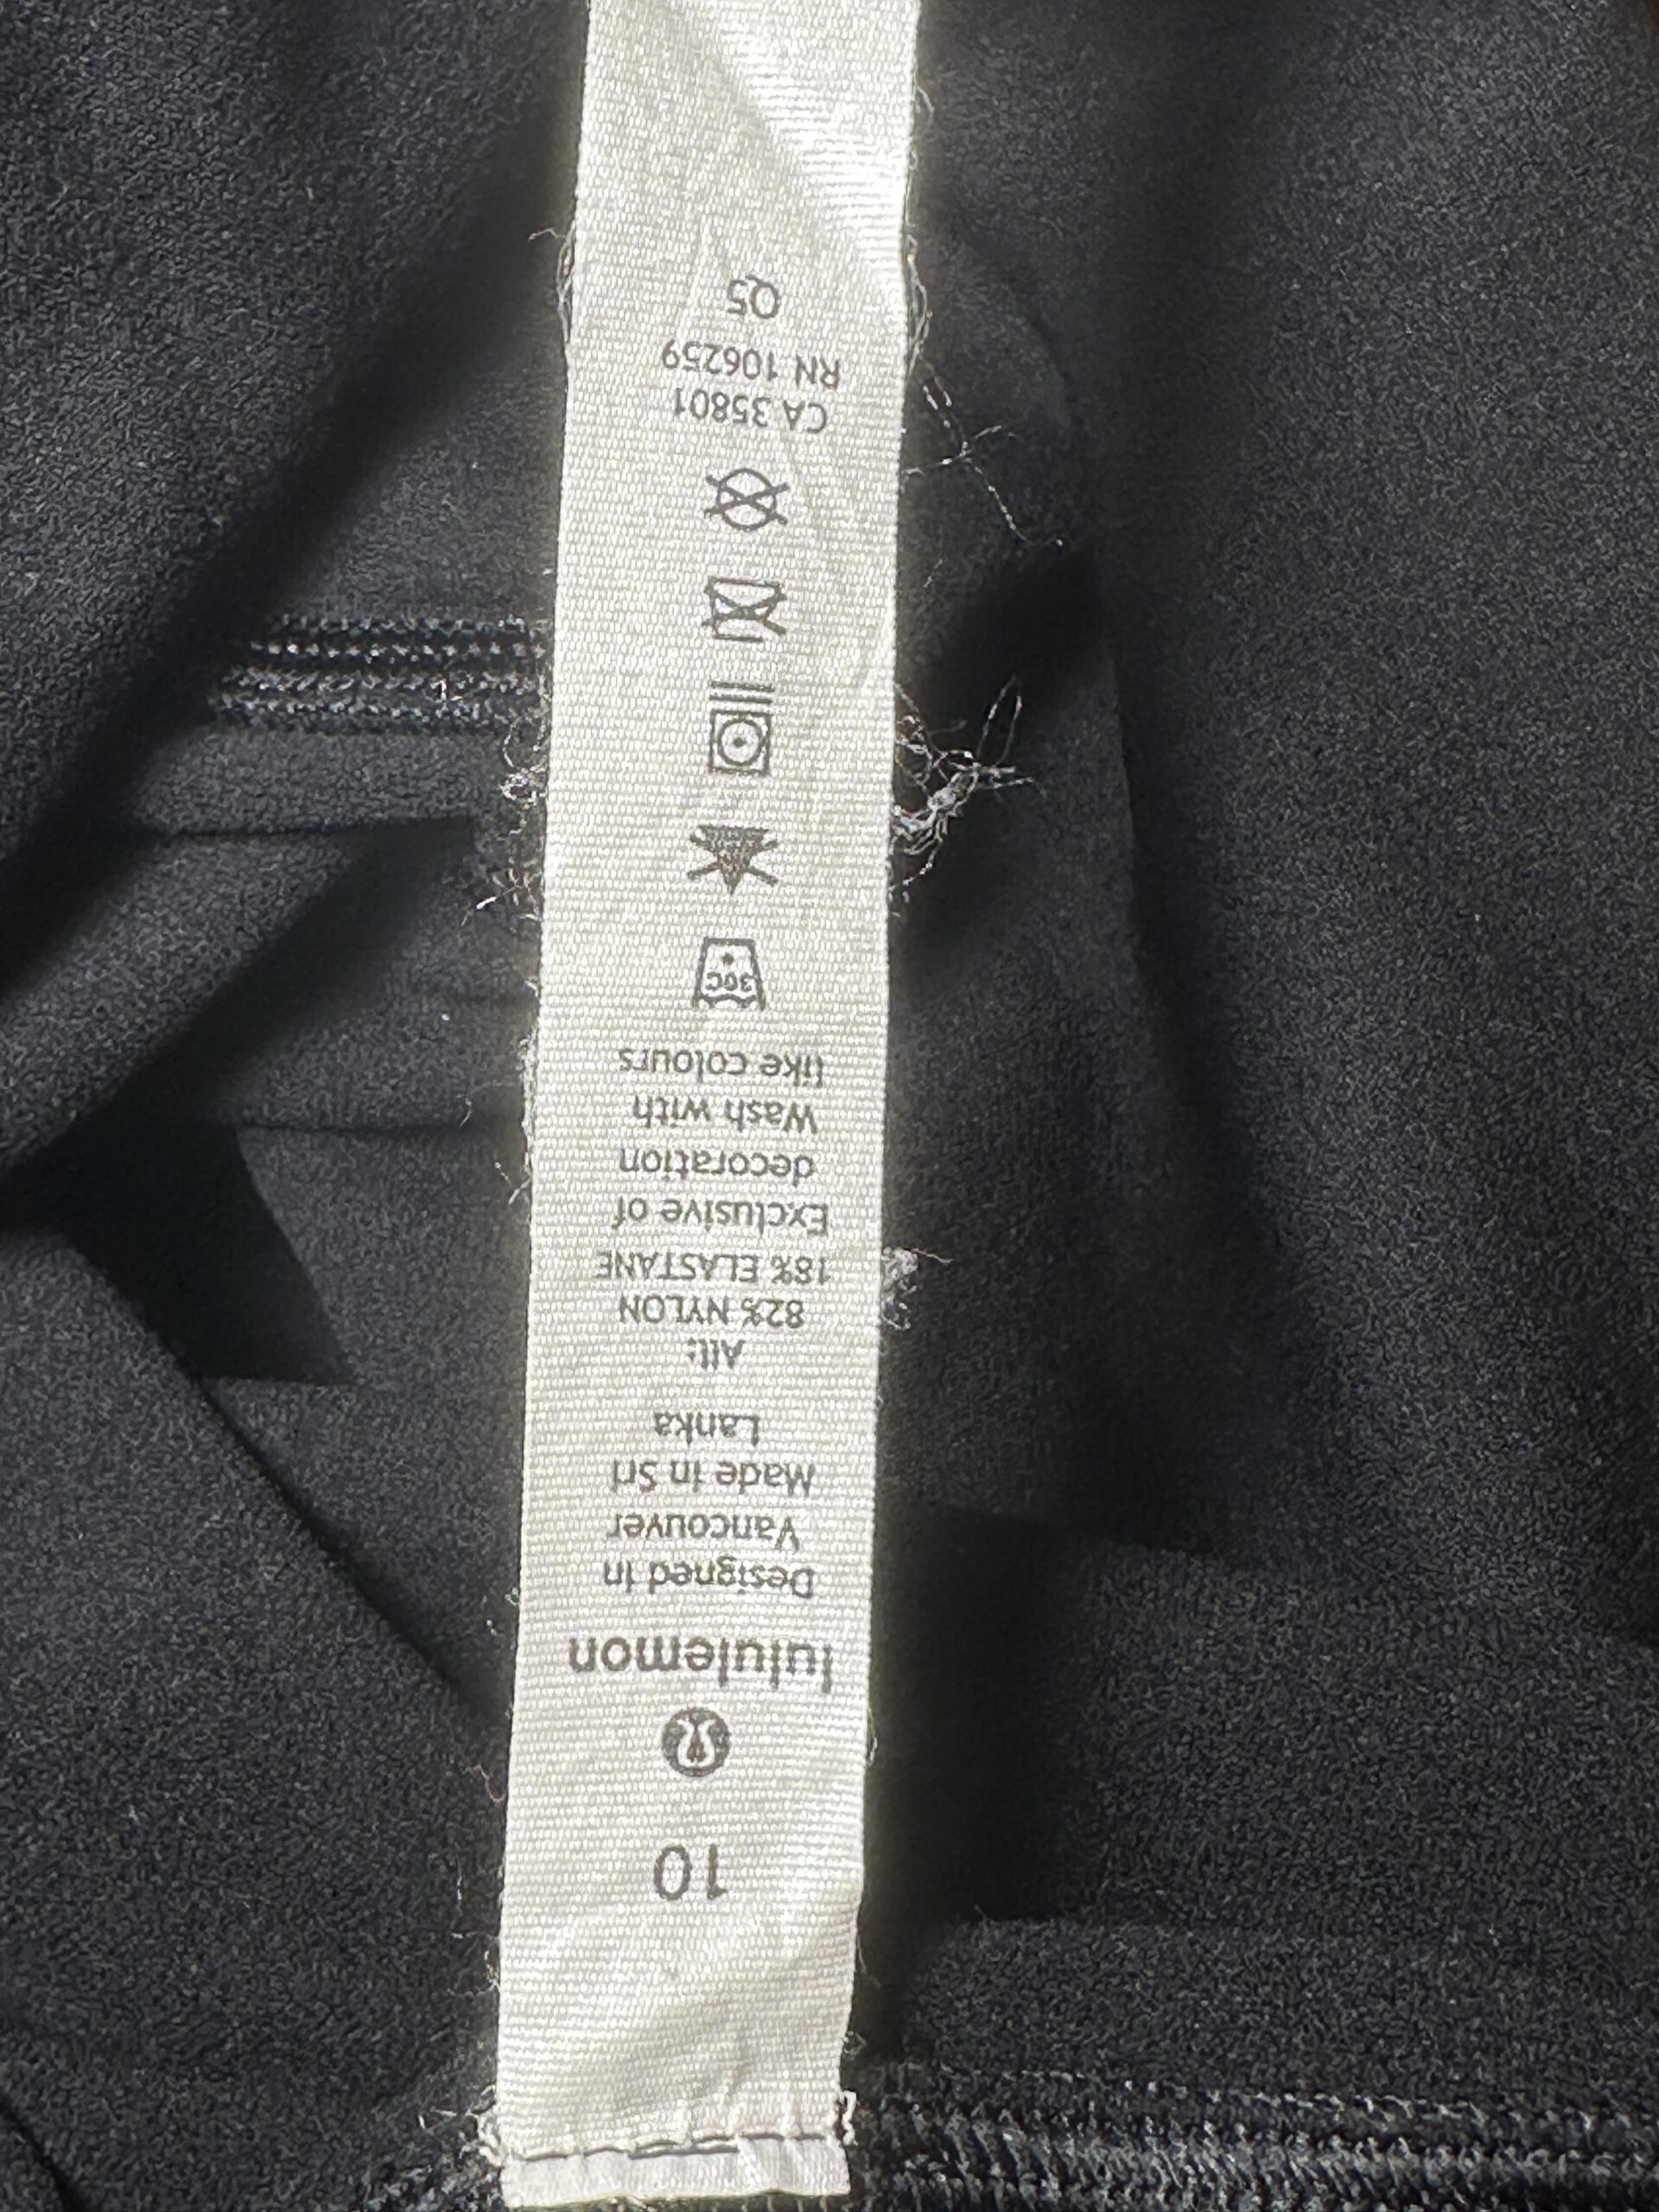 10
lululemon
Designed in
Vancouver
Made in Sri
Lanka
All:
82% NYLON
18% ELASTANE
Exclusive of
decoration
Wash with
like colours
30C
CA 35801
RN 106259
Q5